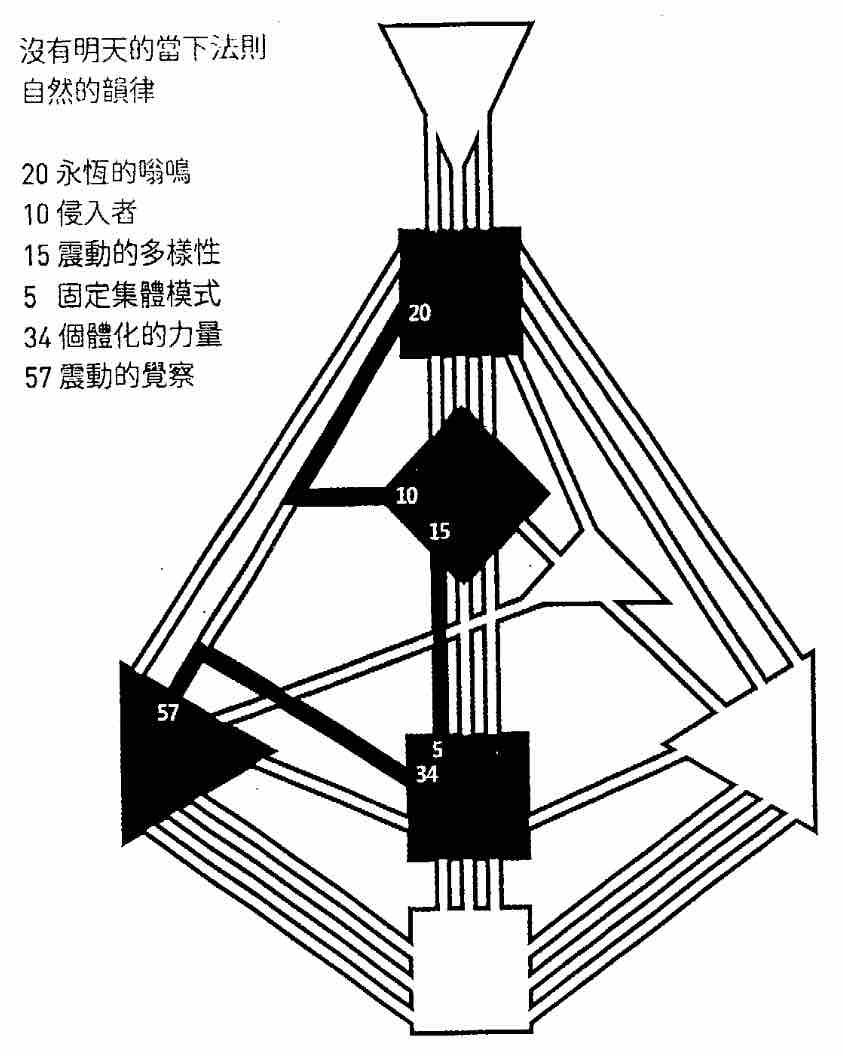 沒有明天的當下法則
自然的韻律
20 永恆的嗡鳴
10 侵入者
15 震動的多樣性
5 固定集體模式
34 個體化的力量
57 震動的覺察
20
10
15
57
5
34